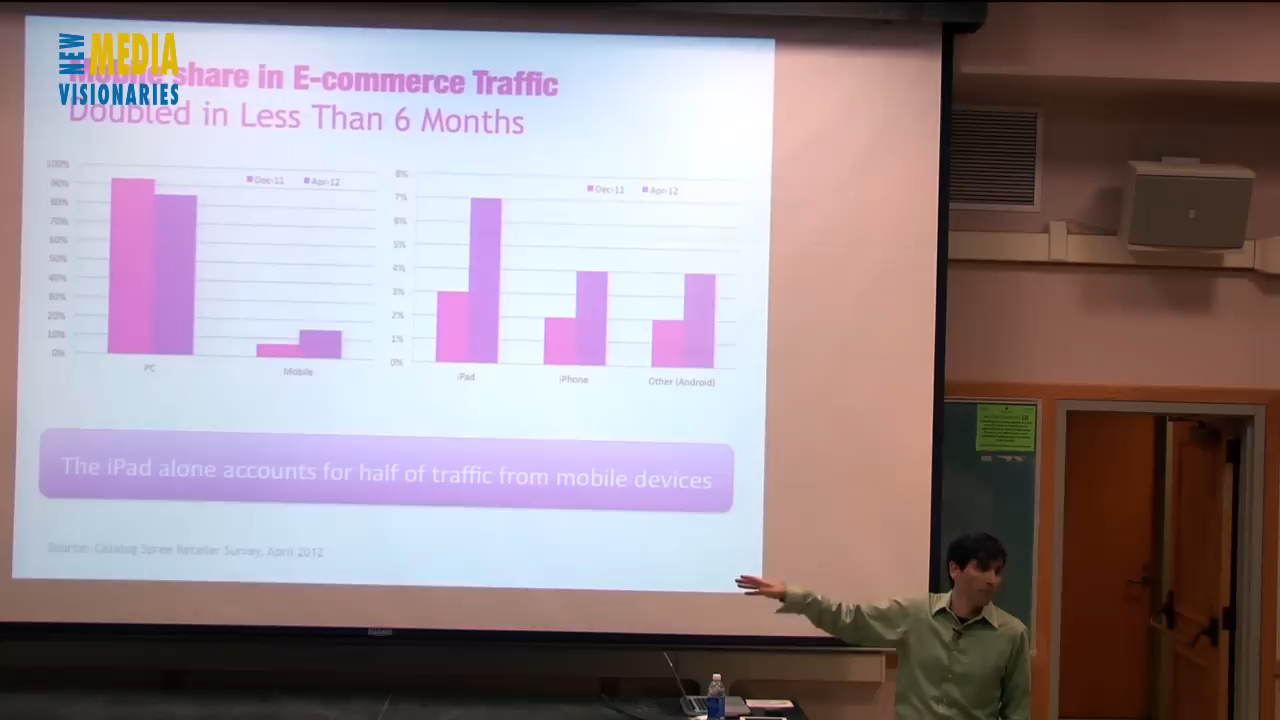 NEW MEDIA
VISIONARIES
Mobile share in E-commerce Traffic
Doubled in Less Than 6 Months
100%
90%
80%
70%
60%
50%
40%
30%
20%
10%
0%
Dec-11
Apr-12
PC
Mobile
8%
7%
6%
5%
4%
3%
2%
1%
0%
Dec-11
Apr-12
iPad
iPhone
Other (Android)
The iPad alone accounts for half of traffic from mobile devices
Source: Catalog Spree Retailer Survey, April 2012